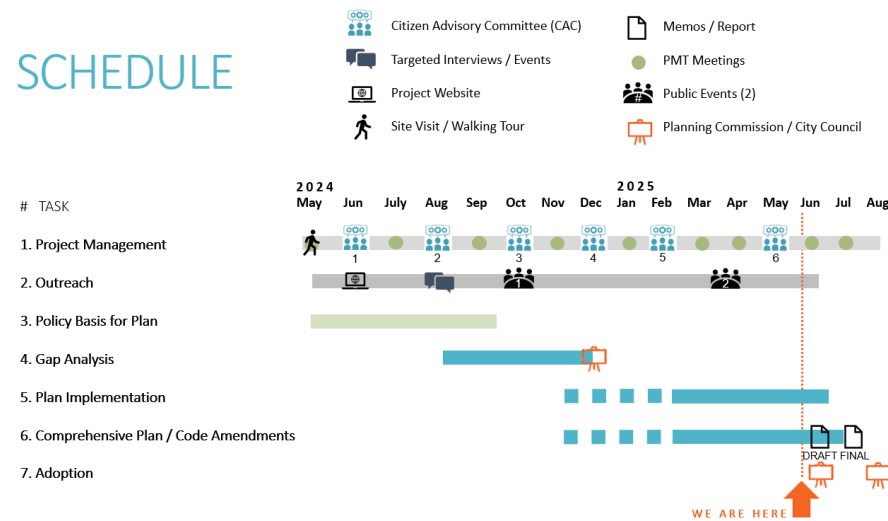 SCHEDULE
Citizen Advisory Committee (CAC)
Targeted Interviews / Events
Project Website
Site Visit / Walking Tour
Memos / Report
PMT Meetings
#
Public Events (2)
Planning Commission / City Council
2024 2025
# TASK May Jun July Aug Sep Oct Nov Dec Jan Feb Mar Apr May Jun Jul Aug
1. Project Management
1 2 3 4 5 6
2. Outreach 1 2
3. Policy Basis for Plan
4. Gap Analysis
5. Plan Implementation
6. Comprehensive Plan / Code Amendments
DRAFT FINAL
7. Adoption
WE ARE HERE